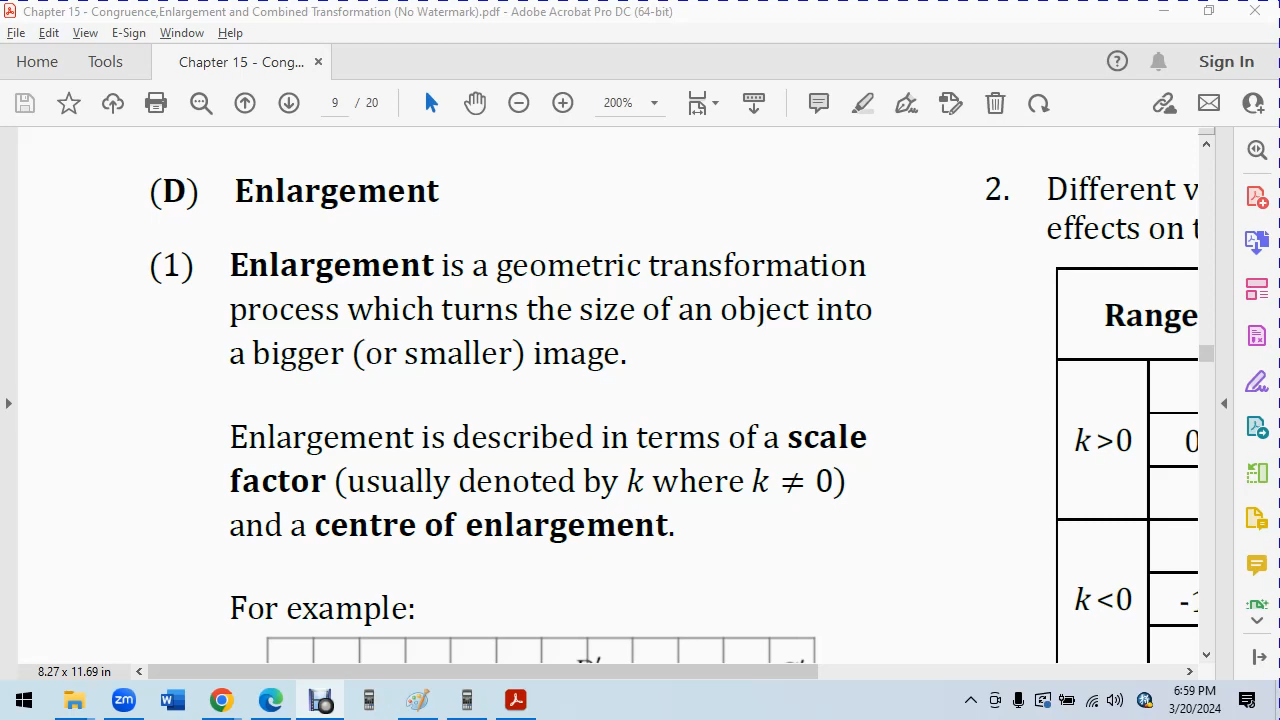 Chapter 15 - Congruence,Enlargement and Combined Transformation (No Watermark).pdf - Adobe Acrobat Pro DC (64-bit)
File Edit View E-Sign Window Help
Home Tools Chapter 15 - Cong... × Sign In
9 / 20 200%
(D) Enlargement
(1) Enlargement is a geometric transformation
process which turns the size of an object into
a bigger (or smaller) image.
Enlargement is described in terms of a scale
factor (usually denoted by k where k ≠ 0)
and a centre of enlargement.
For example:
2. Different v
effects on t
Range
k >0
0
k <0
-1
8.27 x 11.69 in
6:59 PM
3/20/2024